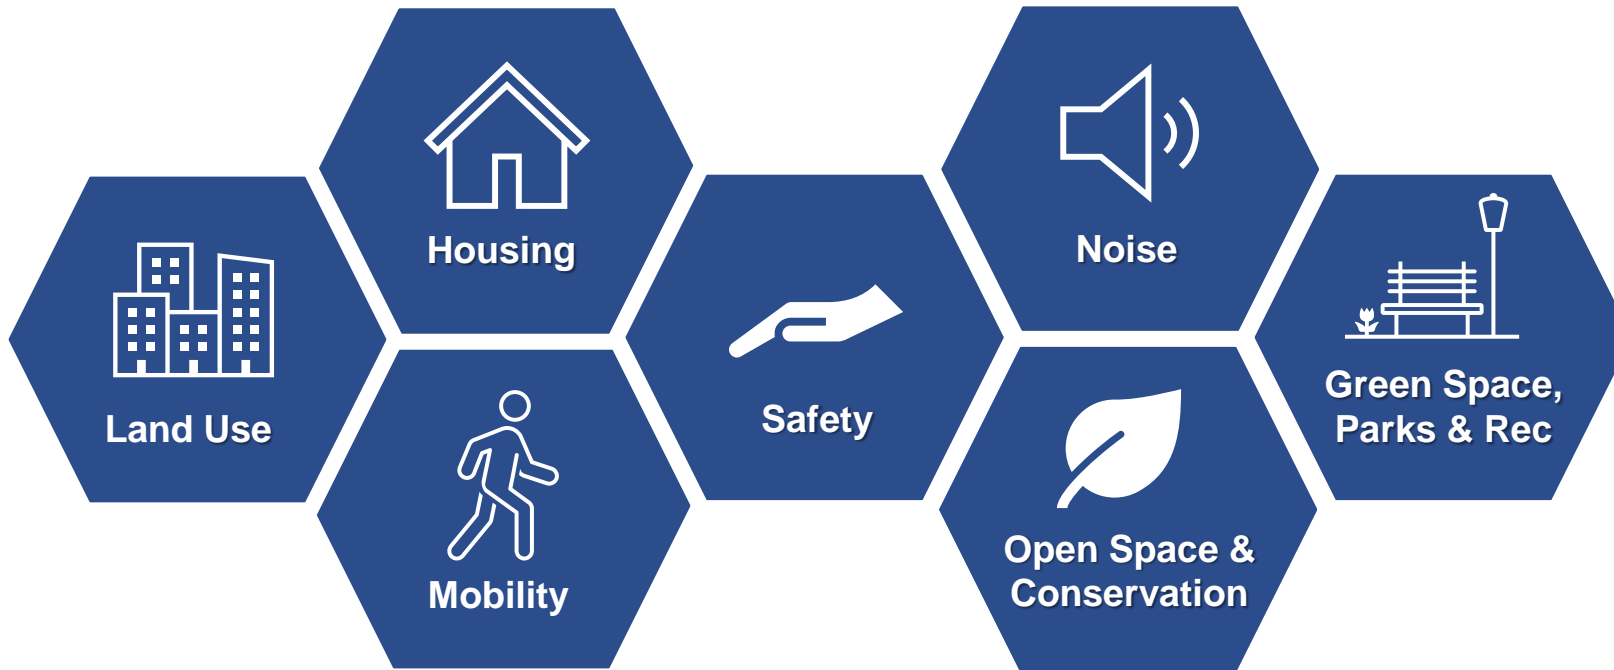 Land Use
Housing
Mobility
Safety
Noise
Open Space &
Conservation
Green Space,
Parks & Rec